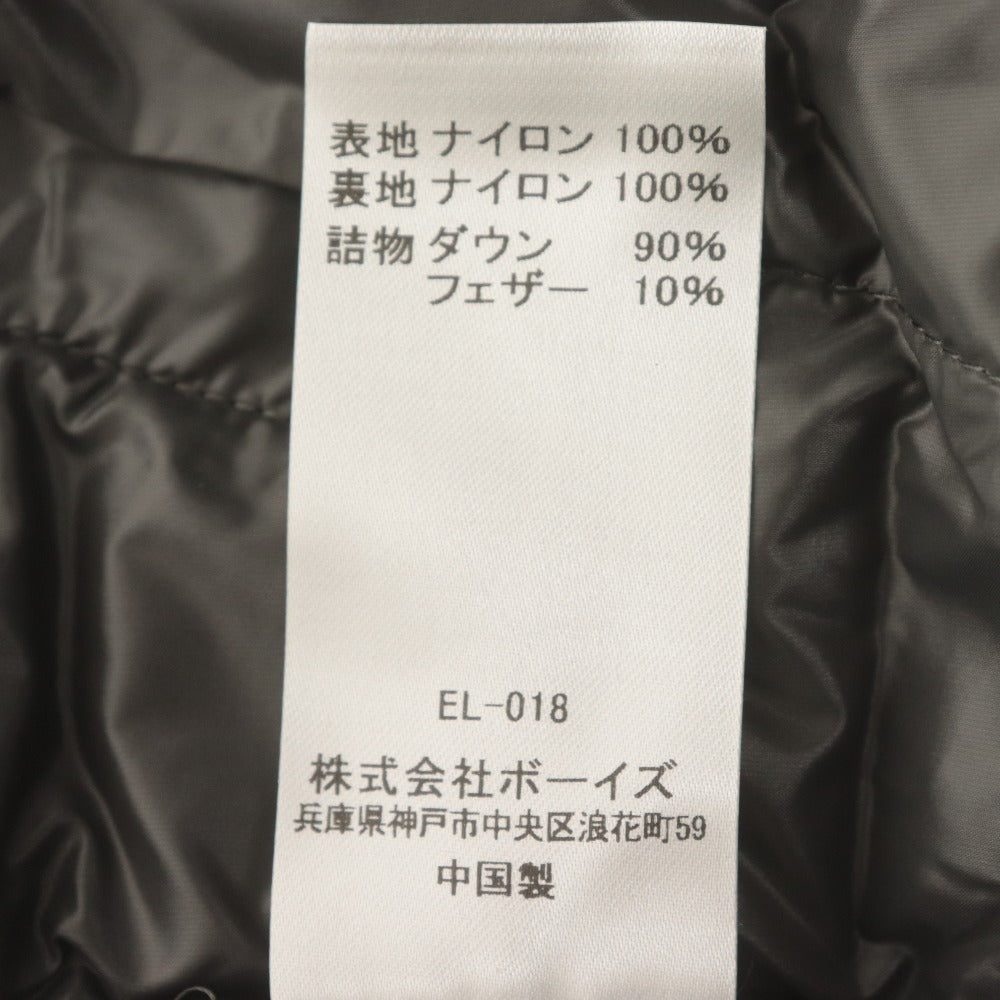 表地 ナイロン 100%
裏地 ナイロン 100%
詰物 ダウン 90%
フェザー 10%
EL-018
株式会社ボーイズ
兵庫県神戸市中央区浪花町59
中国製